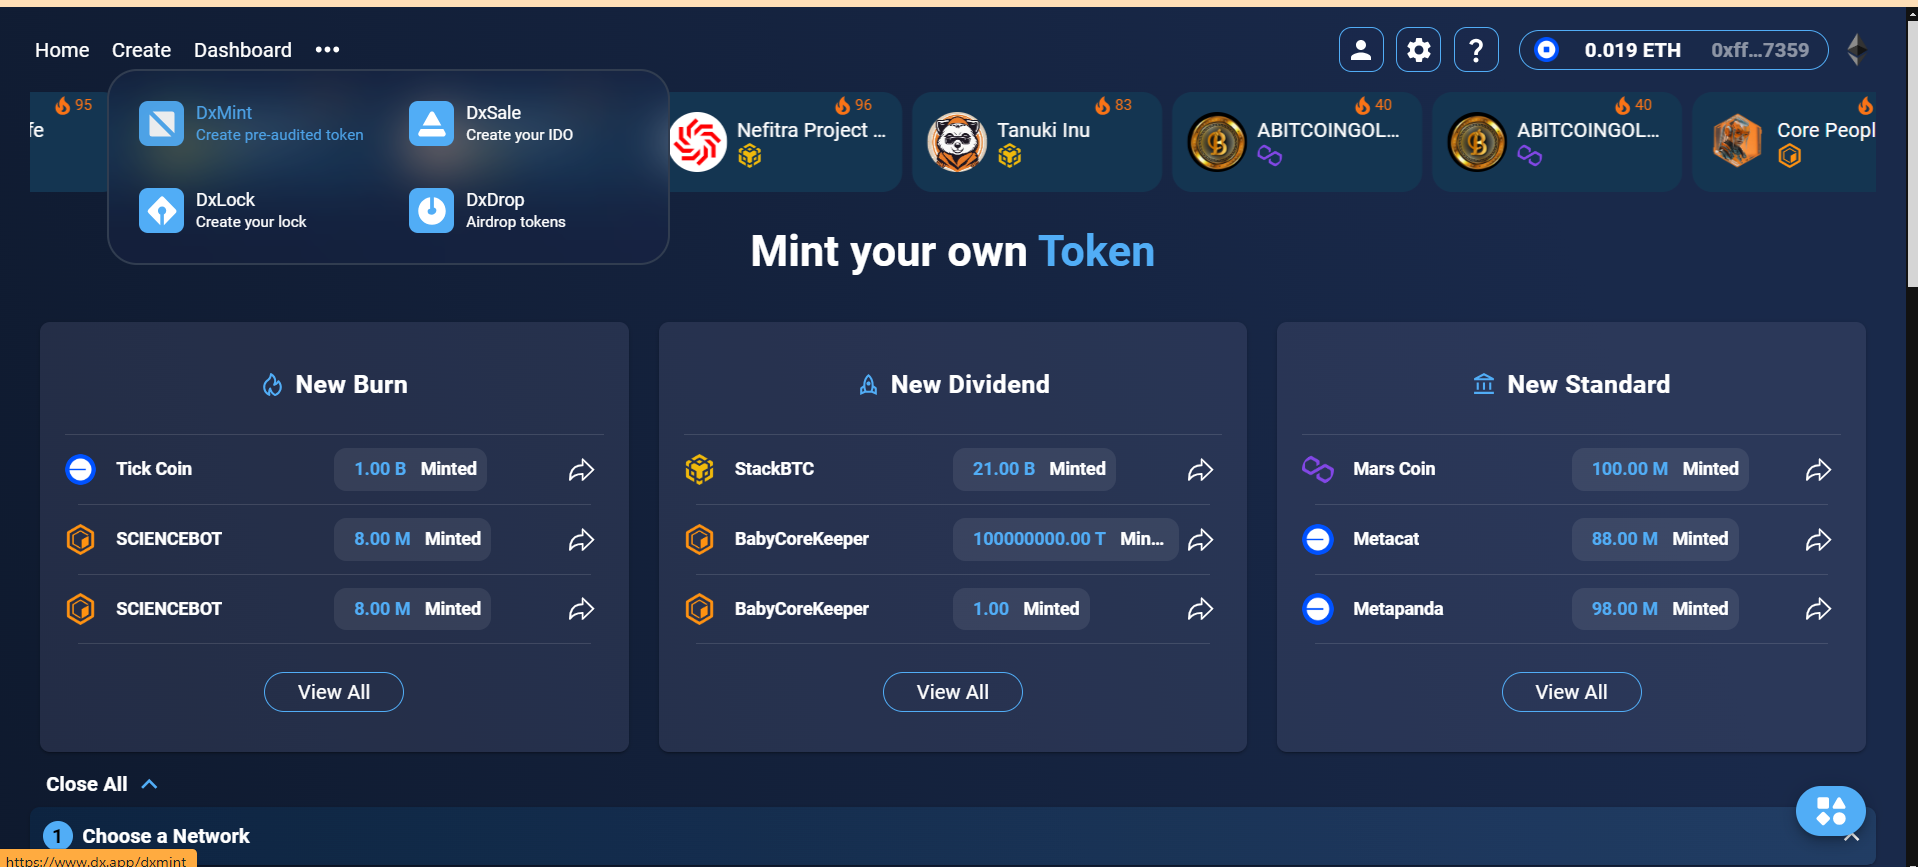 Home Create Dashboard •••
? 0.019 ETH 0xff...7359
95
fe
DxMint
Create pre-audited token
DxSale
Create your IDO
DxLock
Create your lock
DxDrop
Airdrop tokens
96
Nefitra Project ...
83
Tanuki Inu
40
ABITCOINGOL...
40
ABITCOINGOL...
Core Peopl
Mint your own Token
New Burn
Tick Coin 1.00 B Minted
SCIENCEBOT 8.00 M Minted
SCIENCEBOT 8.00 M Minted
View All
New Dividend
StackBTC 21.00 B Minted
BabyCoreKeeper 100000000.00 T Min...
BabyCoreKeeper 1.00 Minted
View All
New Standard
Mars Coin 100.00 M Minted
Metacat 88.00 M Minted
Metapanda 98.00 M Minted
View All
Close All
1 Choose a Network
https://www.dx.app/dxmint